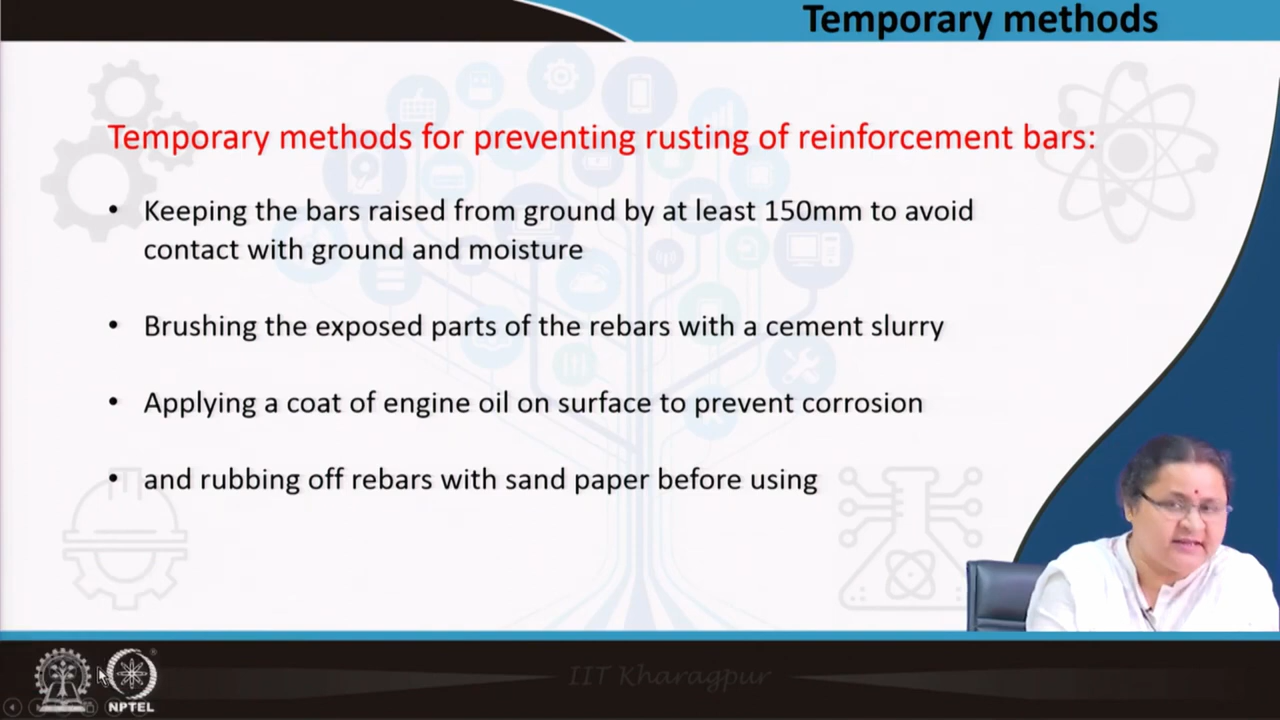 Temporary methods
Temporary methods for preventing rusting of reinforcement bars:
• Keeping the bars raised from ground by at least 150mm to avoid
contact with ground and moisture
• Brushing the exposed parts of the rebars with a cement slurry
• Applying a coat of engine oil on surface to prevent corrosion
• and rubbing off rebars with sand paper before using
IIT Kharagpur
NPTEL